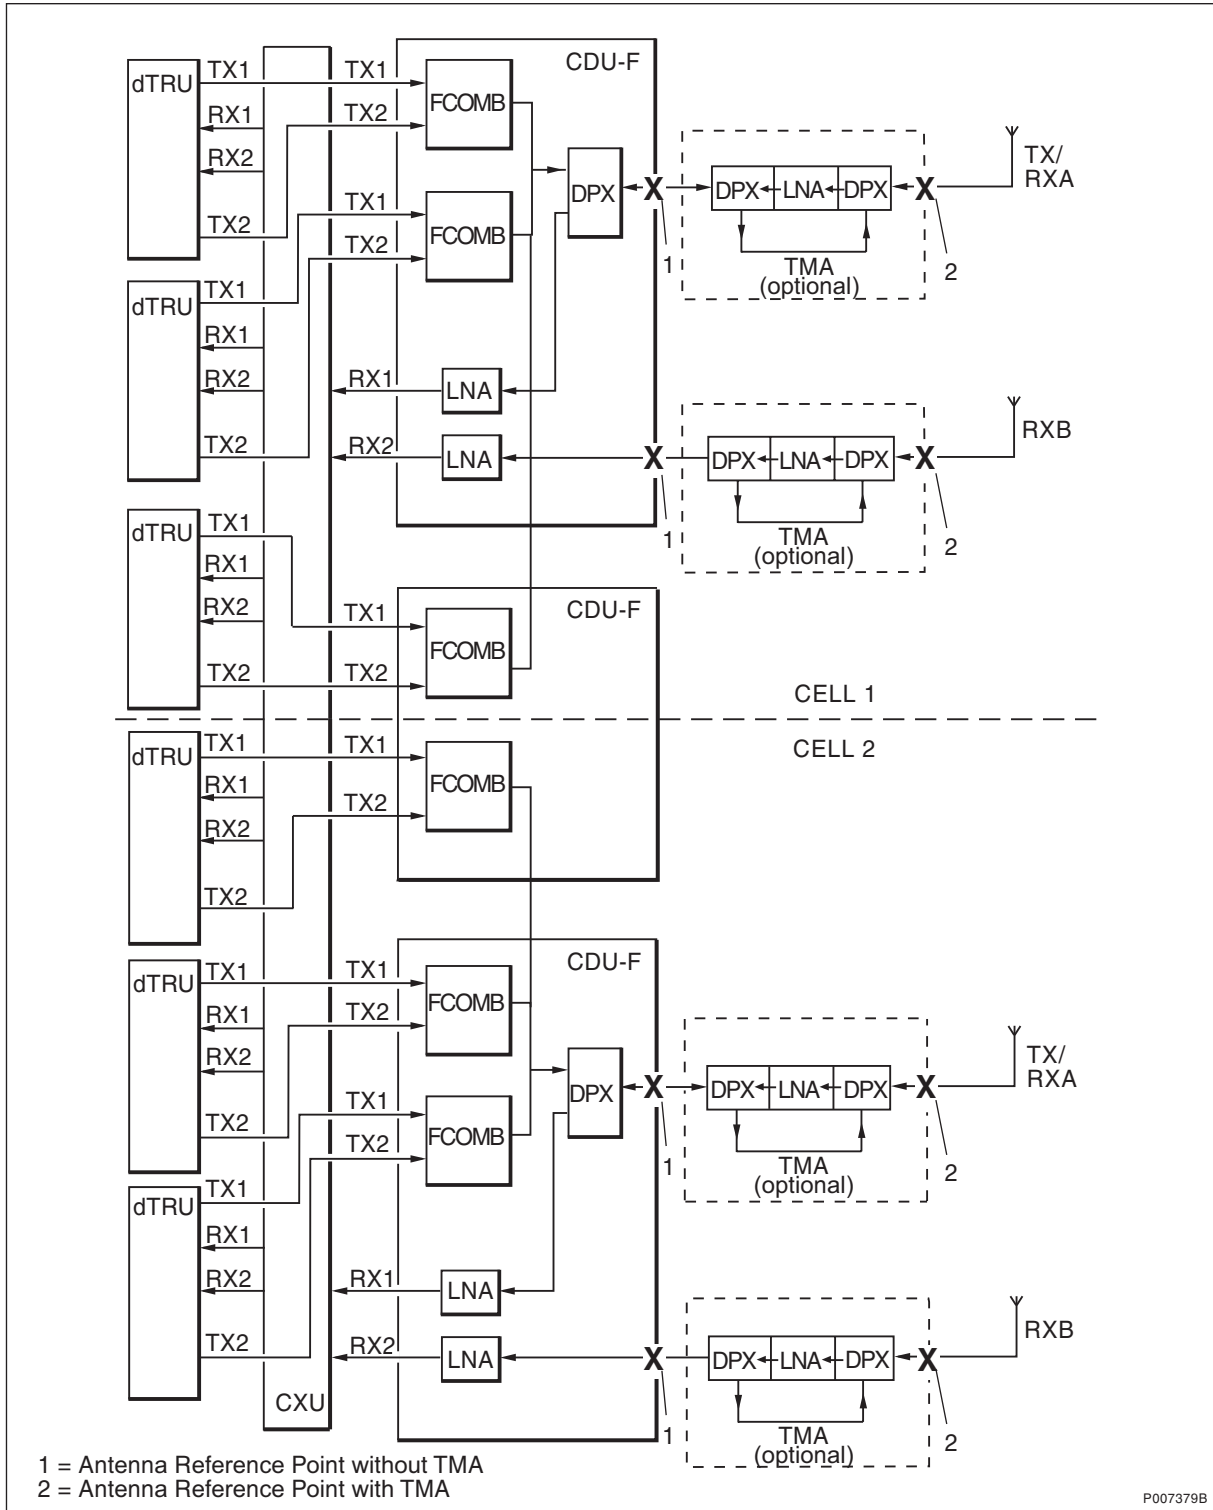 CDU-F
dTRU
TX1
TX1
FCOMB
RX1
TX2
RX2
TX2
TX1
FCOMB
TX2
DPX
X
DPX
LNA
DPX
X
TX/
RXA
1
TMA
(optional)
2
dTRU
TX1
RX1
RX2
TX2
RX1
LNA
RX2
LNA
X
DPX
LNA
DPX
X
RXB
1
TMA
(optional)
2
dTRU
TX1
RX1
RX2
TX2
CDU-F
TX1
FCOMB
TX2
CELL 1
CELL 2
dTRU
TX1
RX1
RX2
TX2
TX1
FCOMB
TX2
CDU-F
dTRU
TX1
RX1
RX2
TX2
TX1
FCOMB
TX2
TX1
FCOMB
TX2
DPX
X
DPX
LNA
DPX
X
TX/
RXA
1
TMA
(optional)
2
dTRU
TX1
RX1
RX2
TX2
RX1
LNA
RX2
LNA
X
DPX
LNA
DPX
X
RXB
1
TMA
(optional)
2
CXU
1 = Antenna Reference Point without TMA
2 = Antenna Reference Point with TMA
P007379B